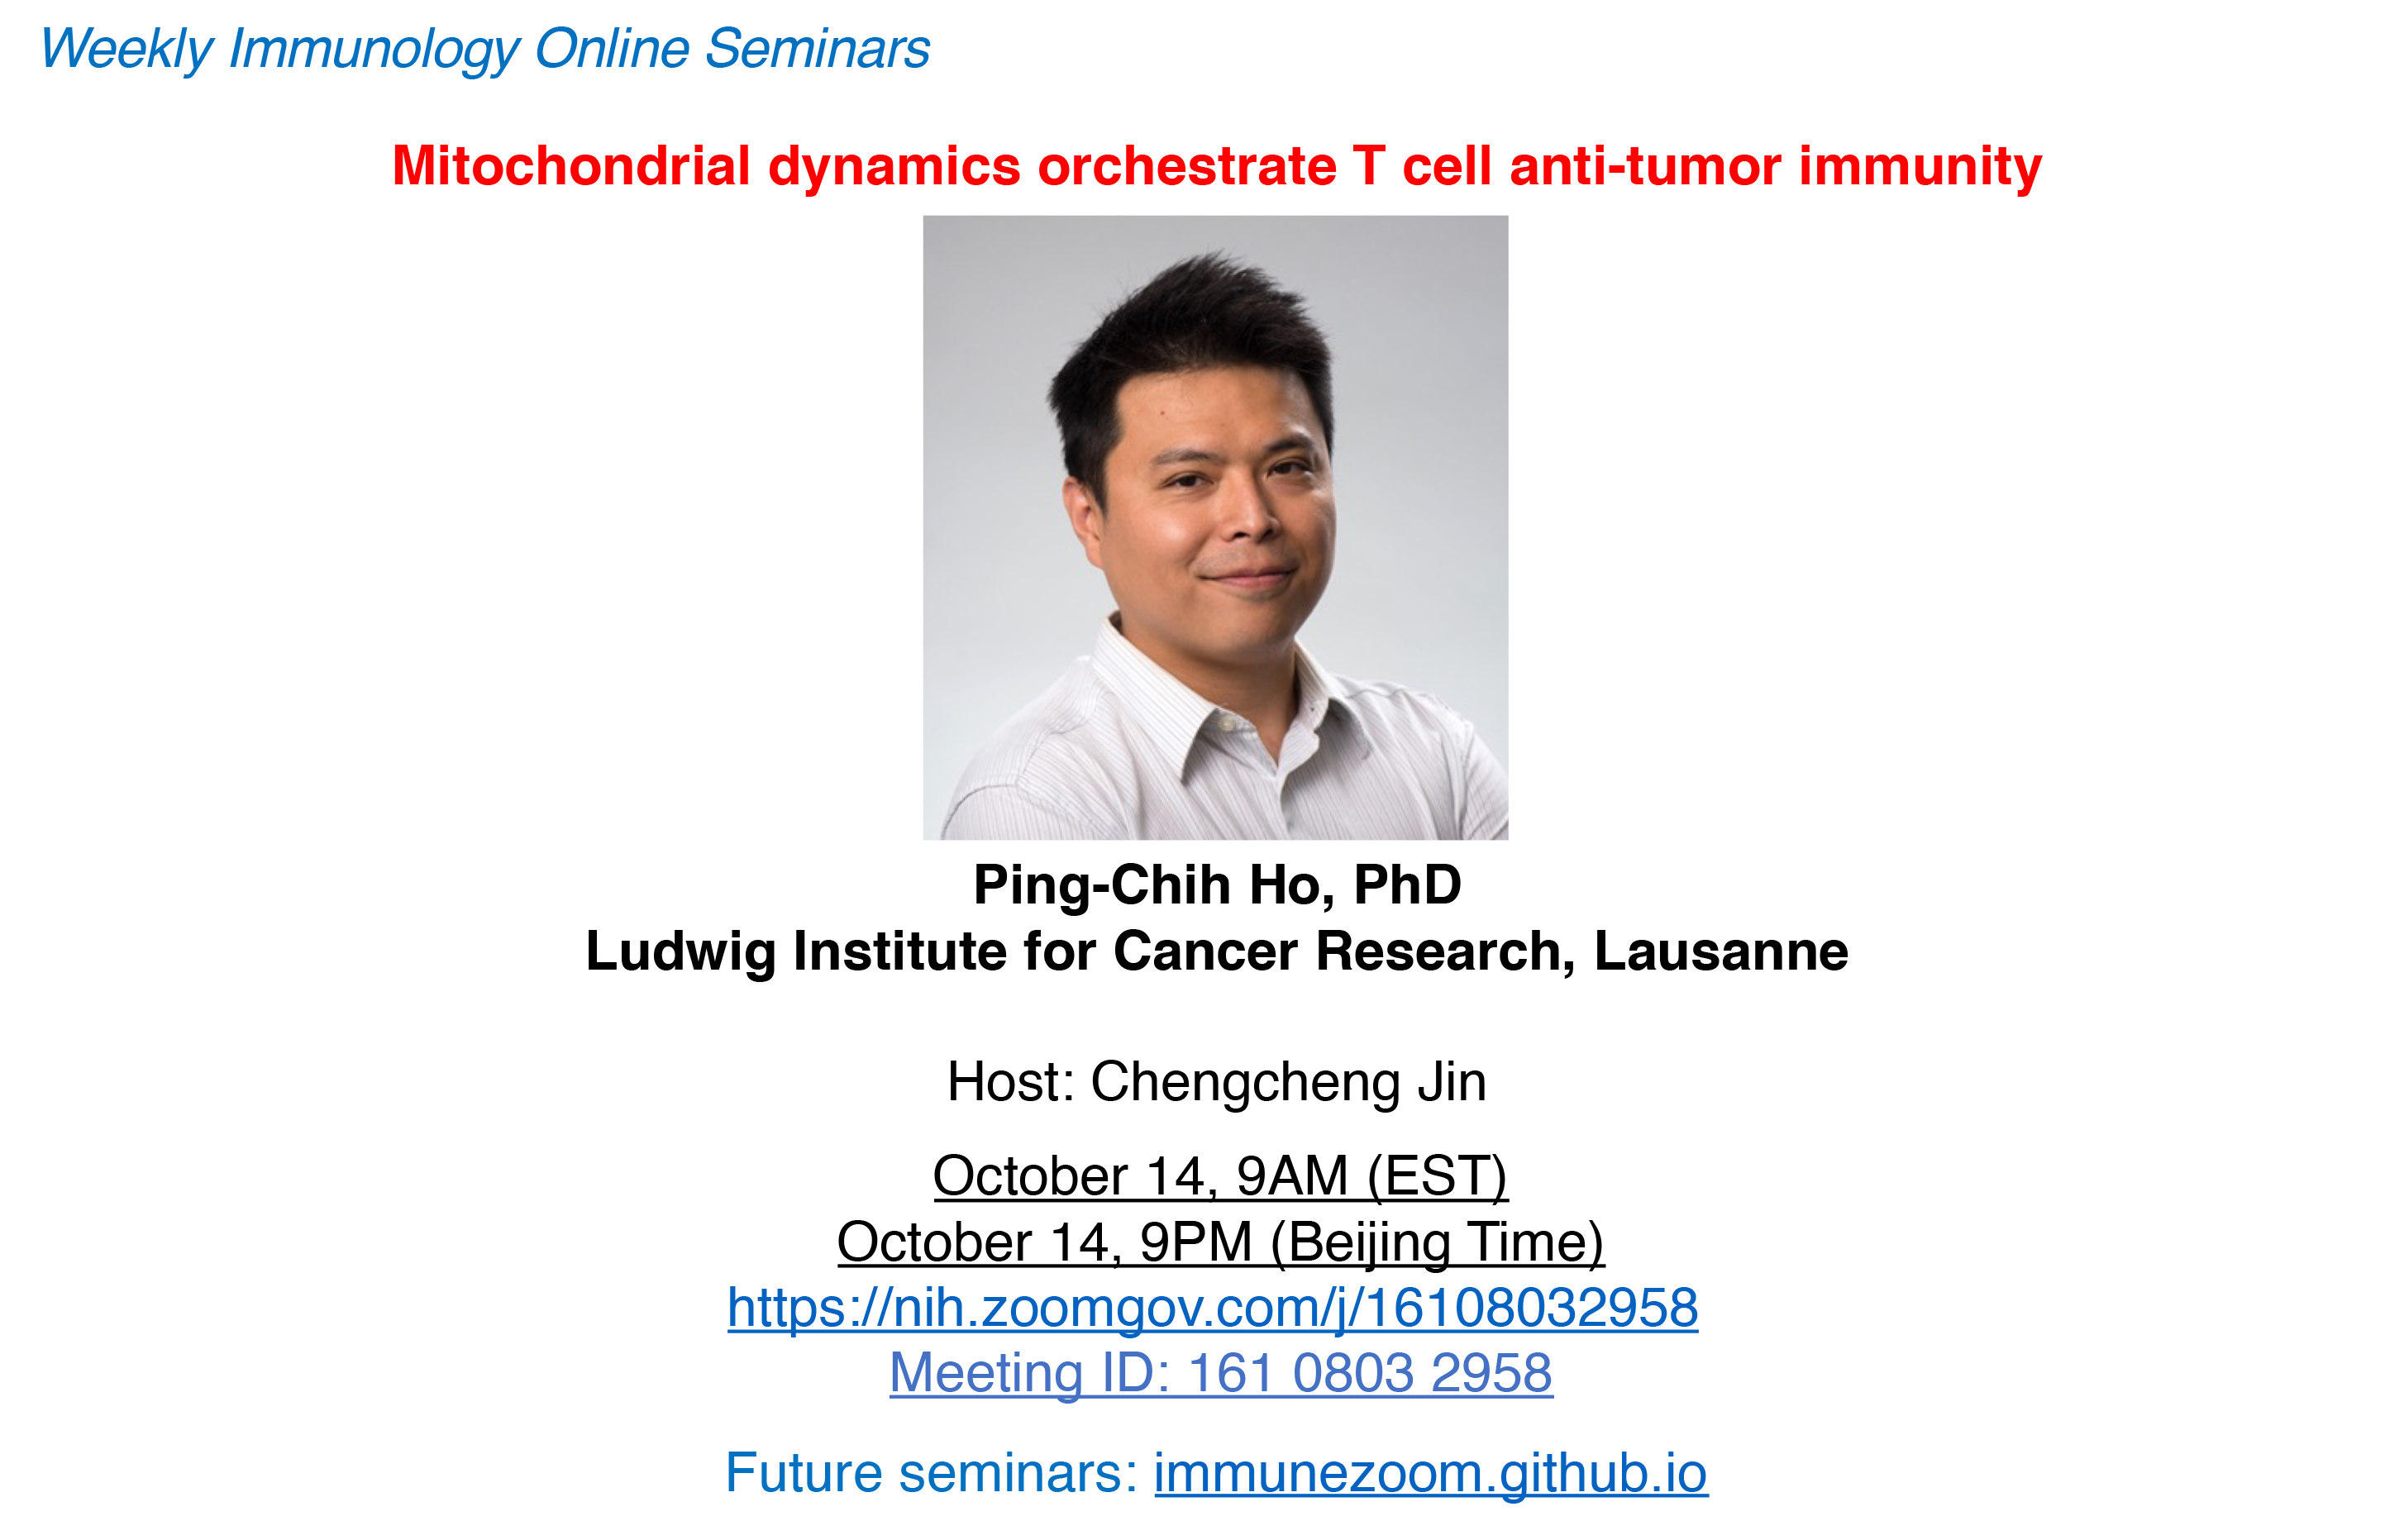 Weekly Immunology Online Seminars
Mitochondrial dynamics orchestrate T cell anti-tumor immunity
Ping-Chih Ho, PhD
Ludwig Institute for Cancer Research, Lausanne
Host: Chengcheng Jin
October 14, 9AM (EST)
October 14, 9PM (Beijing Time)
https://nih.zoomgov.com/j/16108032958
Meeting ID: 161 0803 2958
Future seminars: immunezoom.github.io